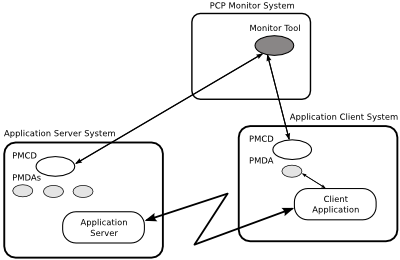 PCP Monitor System
Monitor Tool
Application Client System
Application Server System
PMCD
PMCD
PMDA
PMDAs
Client
Application
Application
Server